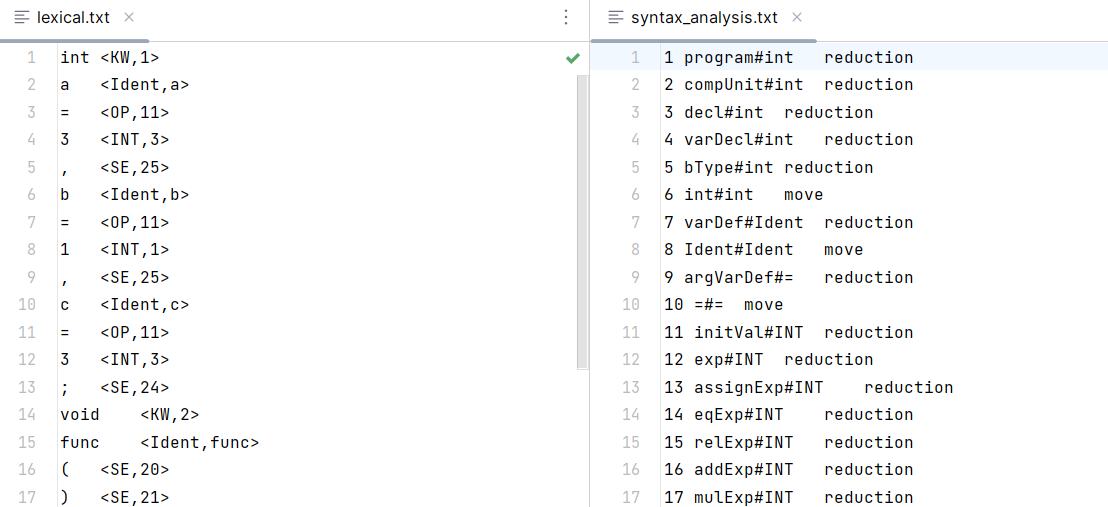 lexical.txt
1 int <KW,1>
2 a <Ident,a>
3 = <OP,11>
4 3 <INT,3>
5 , <SE,25>
6 b <Ident,b>
7 = <OP,11>
8 1 <INT,1>
9 , <SE,25>
10 c <Ident,c>
11 = <OP,11>
12 3 <INT,3>
13 ; <SE,24>
14 void <KW,2>
15 func <Ident,func>
16 ( <SE,20>
17 ) <SE,21>
syntax_analysis.txt
1 1 program#int reduction
2 2 compUnit#int reduction
3 3 decl#int reduction
4 4 varDecl#int reduction
5 5 bType#int reduction
6 6 int#int move
7 7 varDef#Ident reduction
8 8 Ident#Ident move
9 9 argVarDef#= reduction
10 10 =#= move
11 11 initVal#INT reduction
12 12 exp#INT reduction
13 13 assignExp#INT reduction
14 14 eqExp#INT reduction
15 15 relExp#INT reduction
16 16 addExp#INT reduction
17 17 mulExp#INT reduction